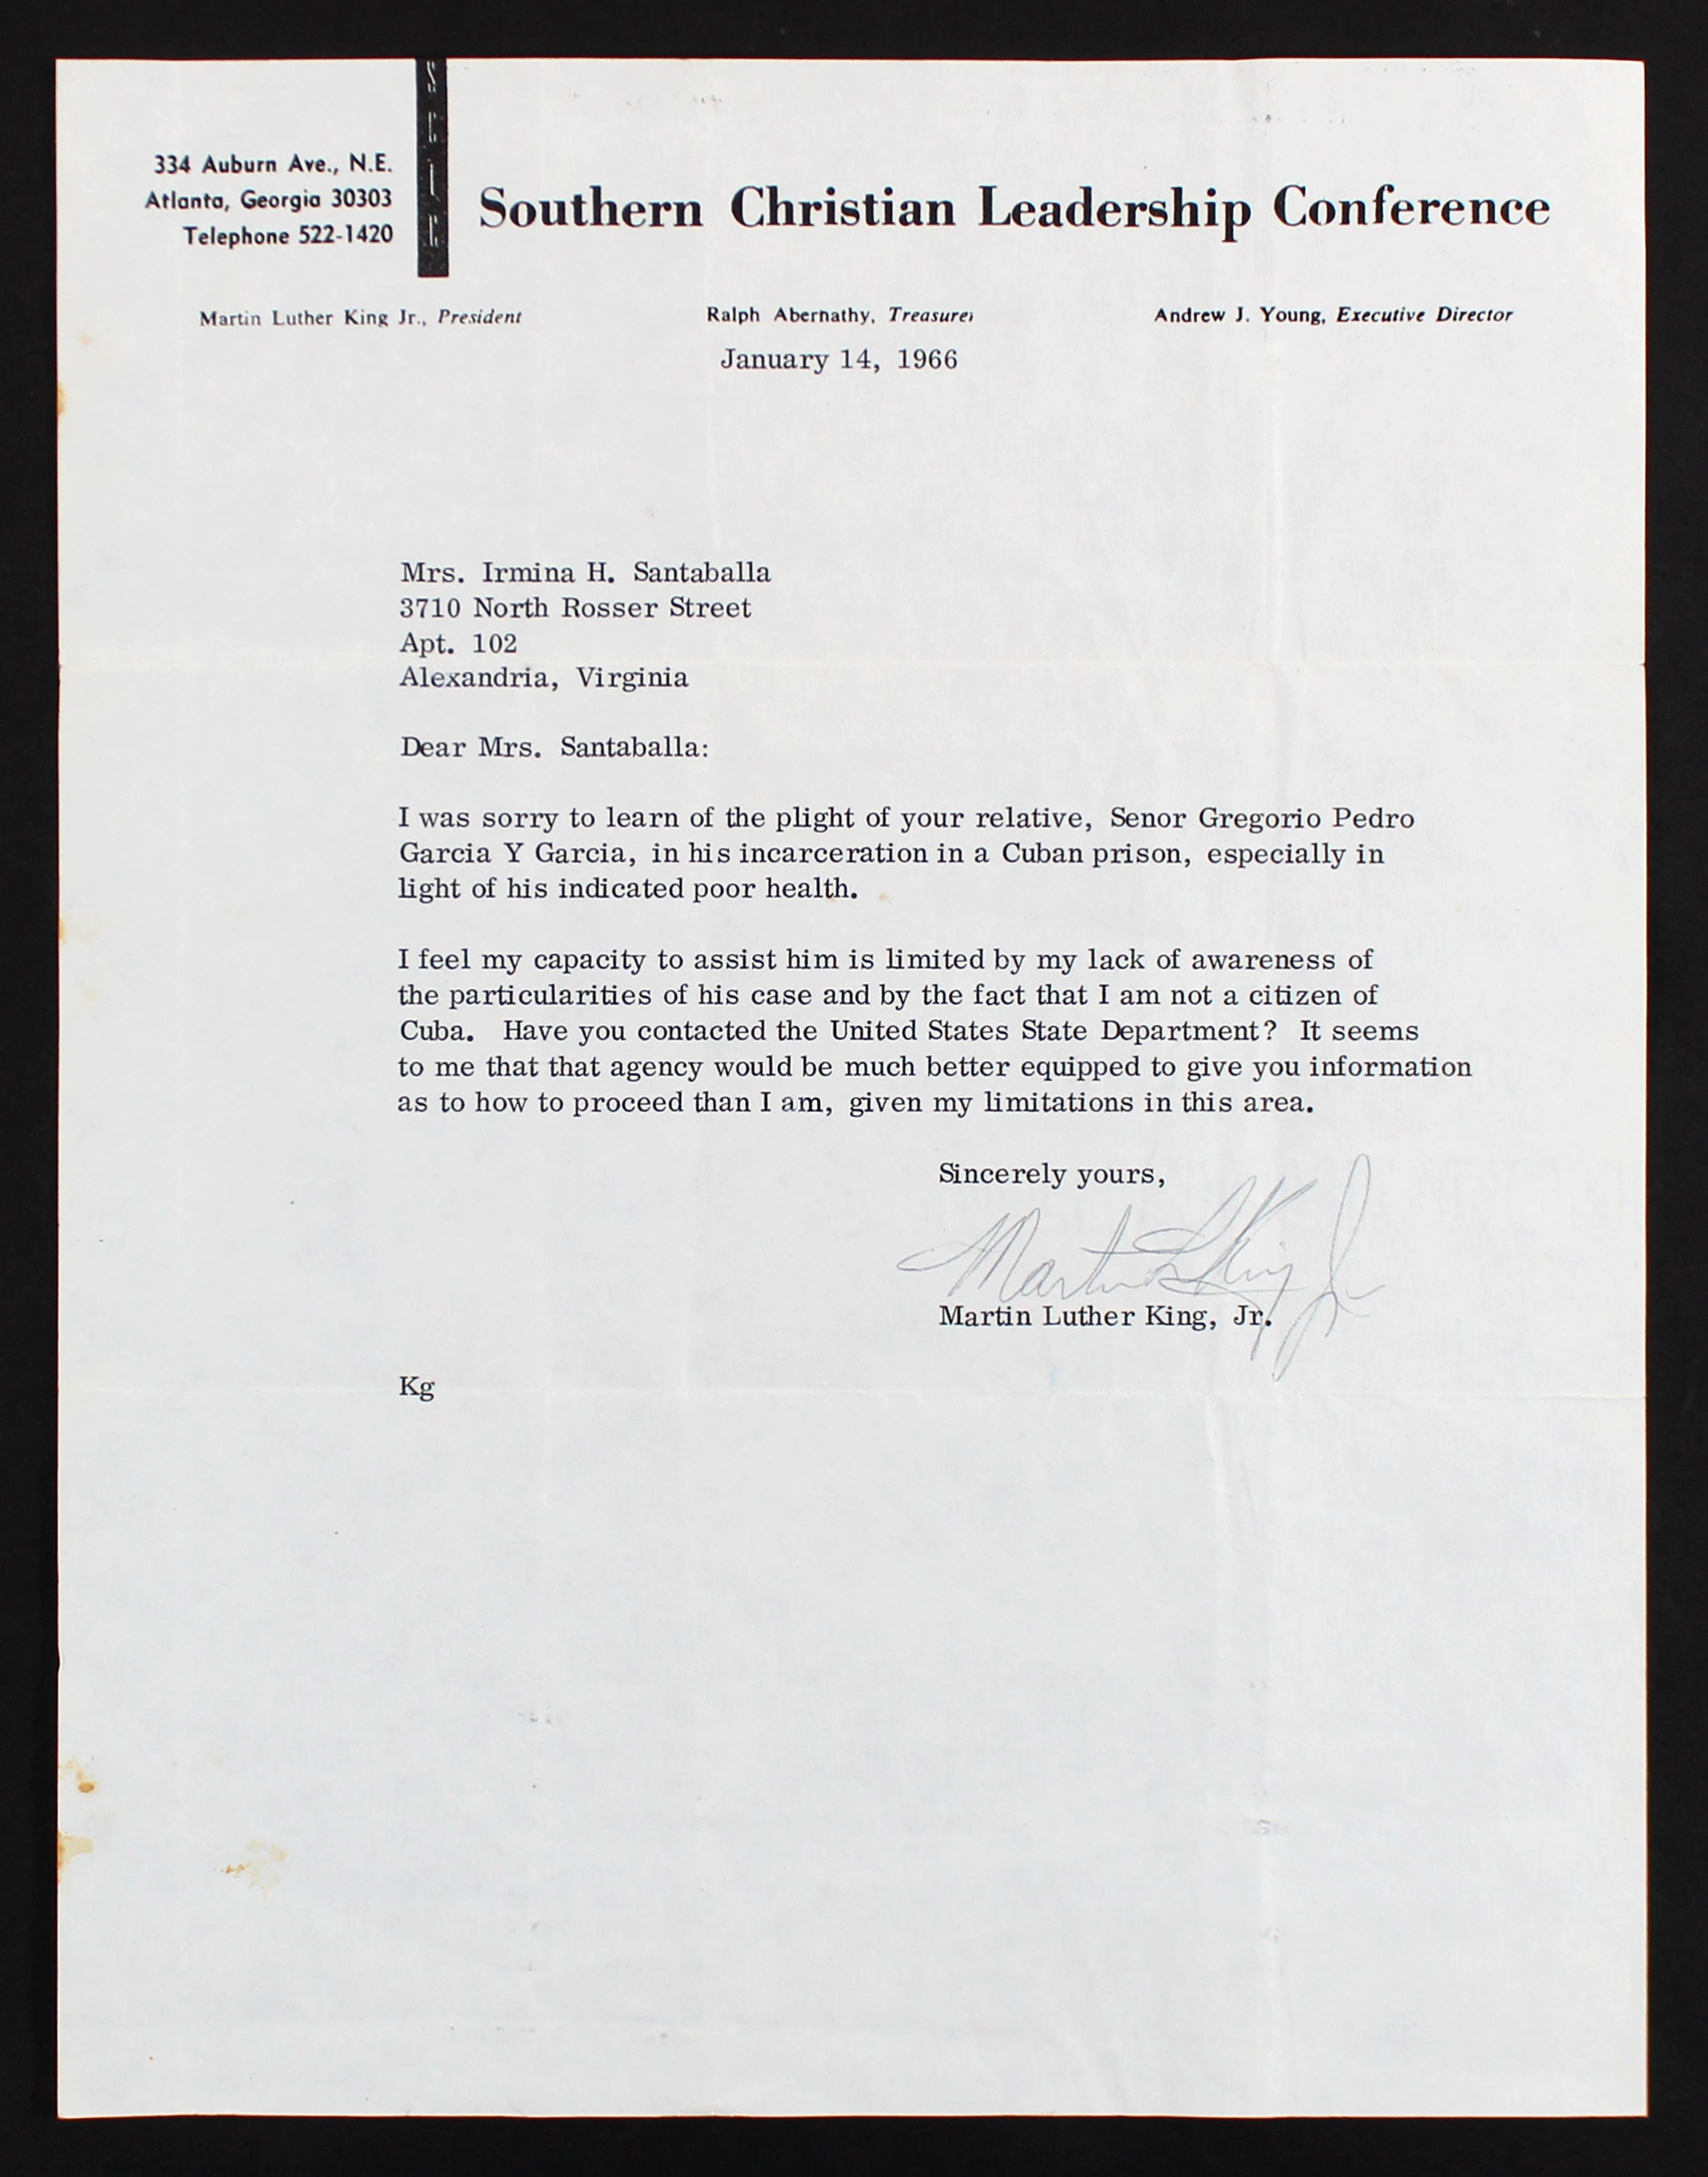 334 Auburn Ave., N.E.
Atlanta, Georgia 30303
Telephone 522-1420
Southern Christian Leadership Conference
Martin Luther King Jr., President
Ralph Abernathy, Treasurer
Andrew J. Young, Executive Director
January 14, 1966
Mrs. Irmina H. Santaballa
3710 North Rosser Street
Apt. 102
Alexandria, Virginia
Dear Mrs. Santaballa:
I was sorry to learn of the plight of your relative, Senor Gregorio Pedro
Garcia Y Garcia, in his incarceration in a Cuban prison, especially in
light of his indicated poor health.
I feel my capacity to assist him is limited by my lack of awareness of
the particularities of his case and by the fact that I am not a citizen of
Cuba. Have you contacted the United States State Department? It seems
to me that that agency would be much better equipped to give you information
as to how to proceed than I am, given my limitations in this area.
Sincerely yours,
Martin L King Jr
Martin Luther King, Jr.
Kg